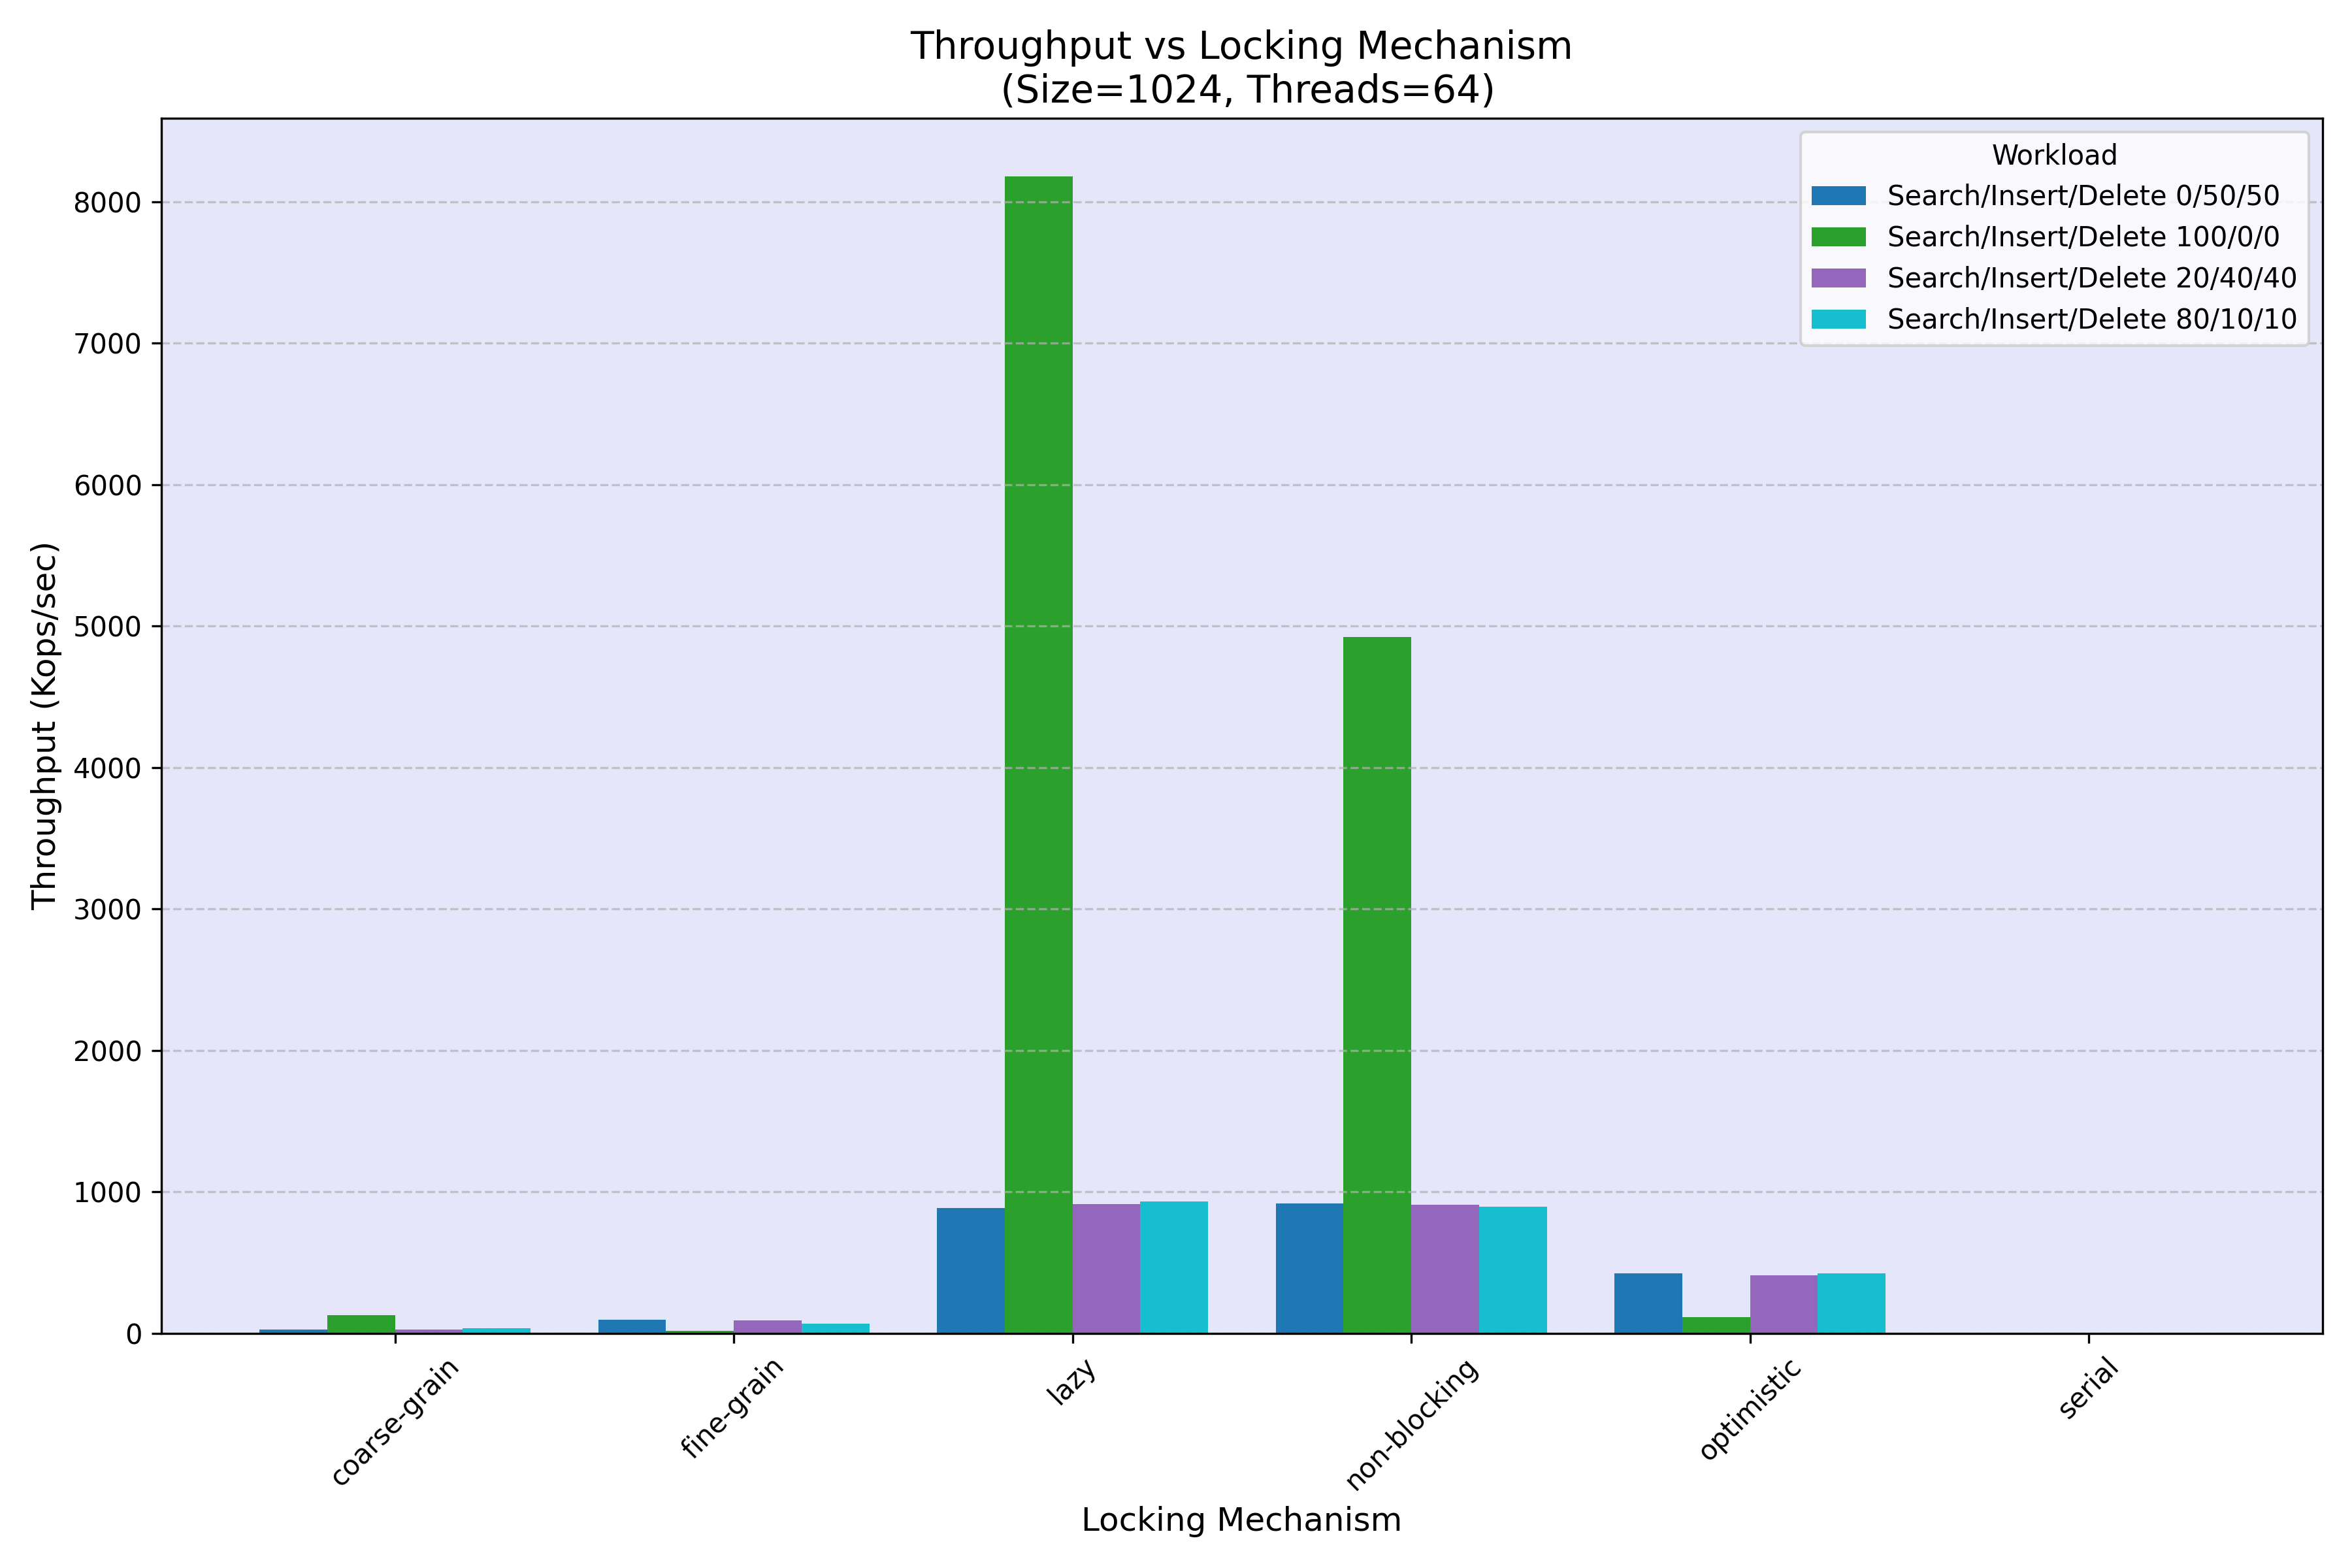 Throughput vs Locking Mechanism
(Size=1024, Threads=64)
Workload
Search/Insert/Delete 0/50/50
Search/Insert/Delete 100/0/0
Search/Insert/Delete 20/40/40
Search/Insert/Delete 80/10/10
Throughput (Kops/sec)
8000
7000
6000
5000
4000
3000
2000
1000
0
coarse-grain
fine-grain
lazy
non-blocking
optimistic
serial
Locking Mechanism